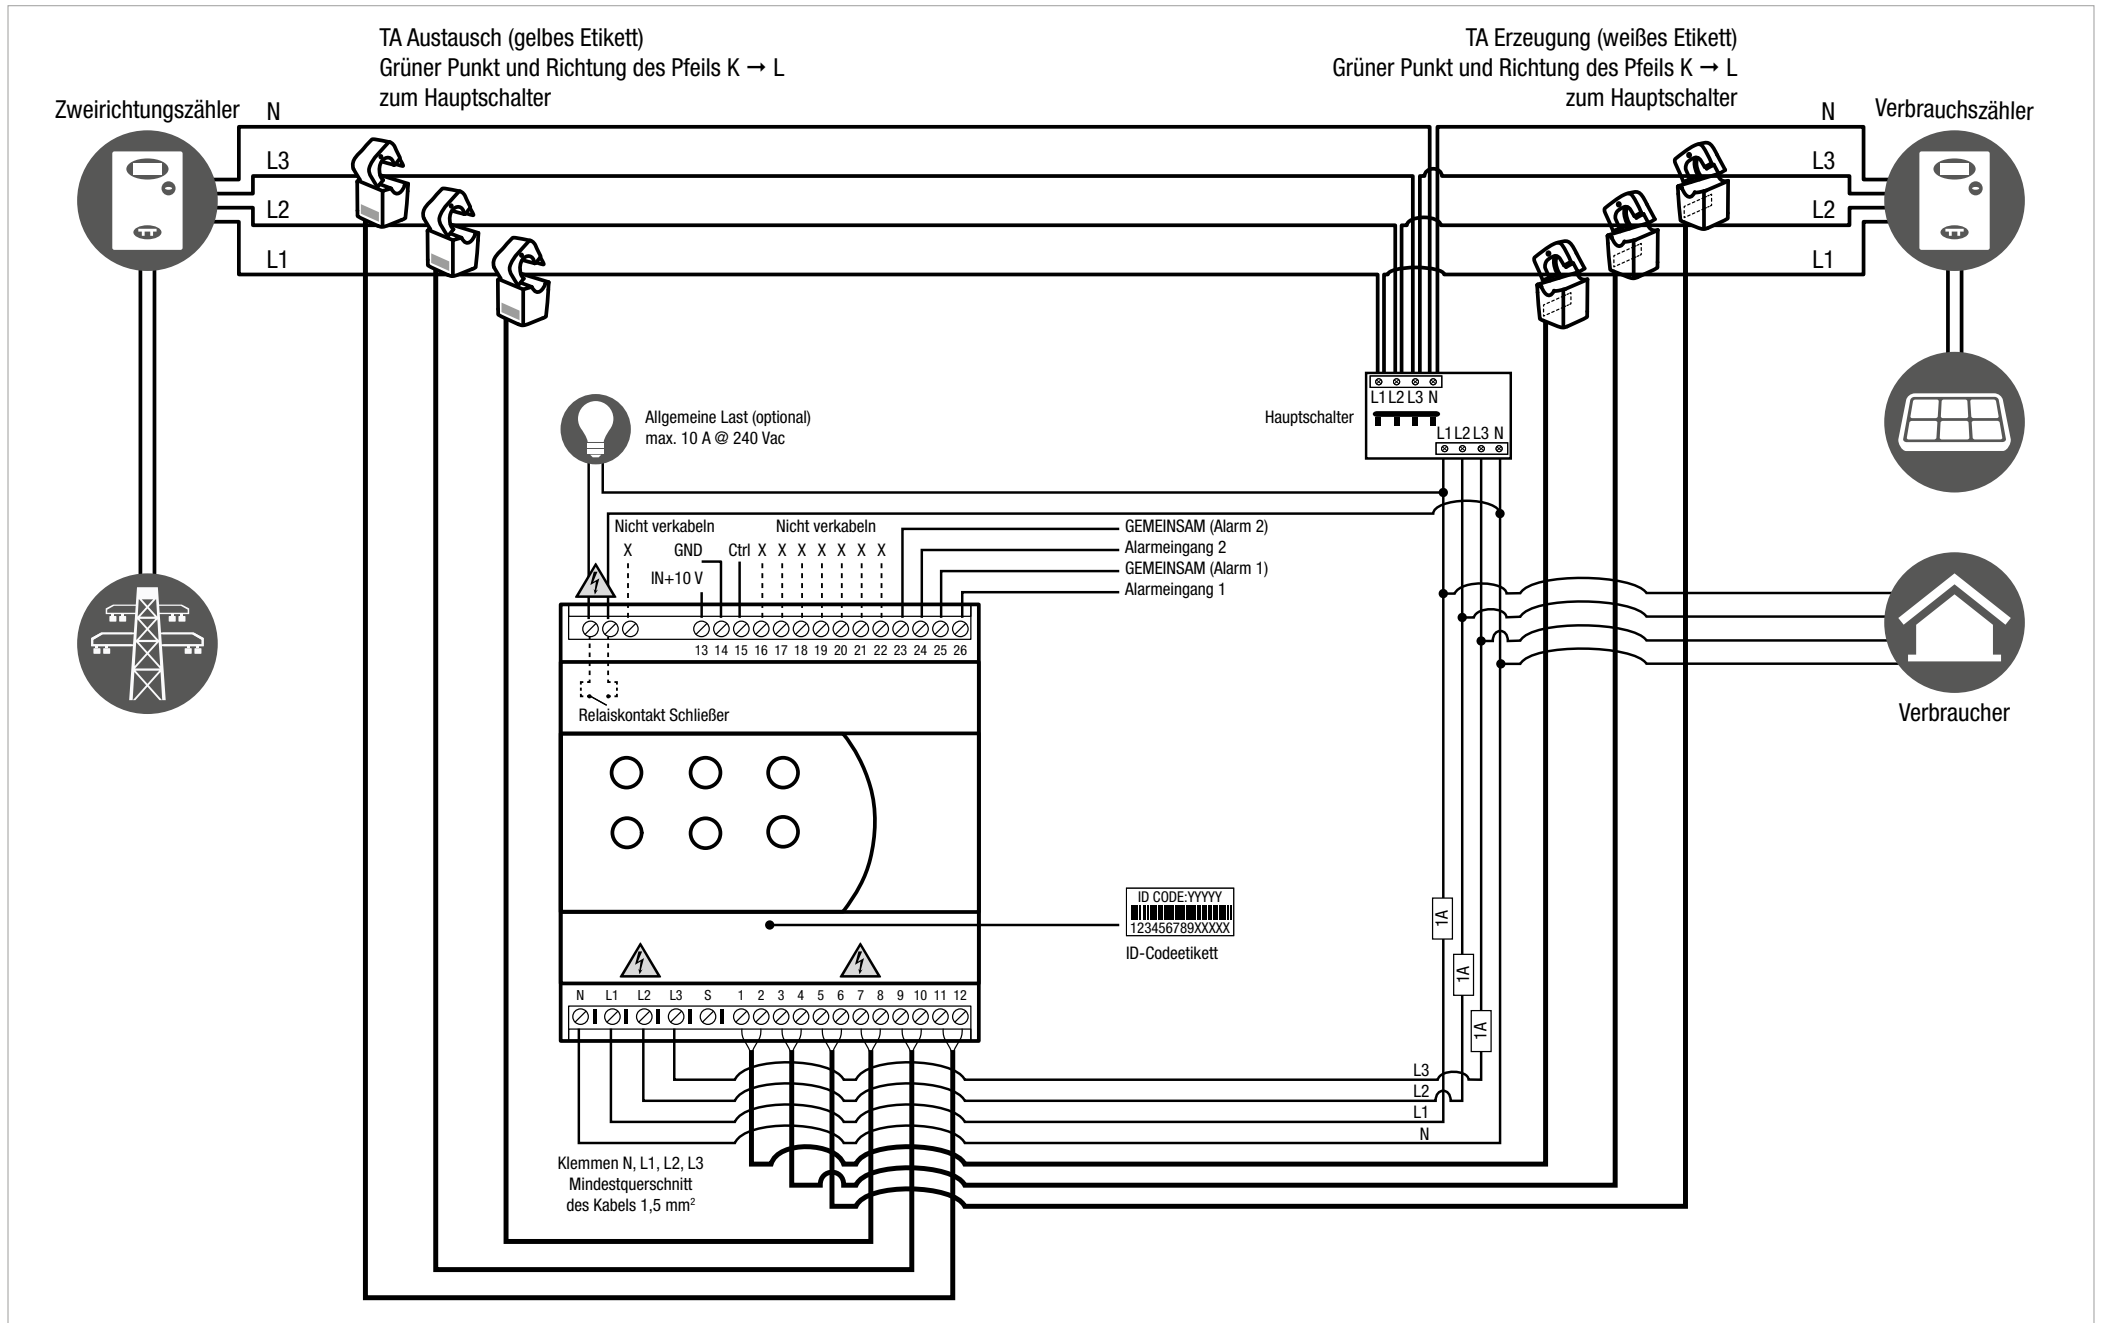 TA Austausch (gelbes Etikett)
Grüner Punkt und Richtung des Pfeils K → L
zum Hauptschalter
TA Erzeugung (weißes Etikett)
Grüner Punkt und Richtung des Pfeils K → L
zum Hauptschalter
Zweirichtungszähler
N
L3
L2
L1
N
L3
L2
L1
Verbrauchszähler
Hauptschalter
L1 L2 L3 N
L1 L2 L3 N
Allgemeine Last (optional)
max. 10 A @ 240 Vac
Nicht verkabeln
Nicht verkabeln
X
GND
Ctrl X X X X X X X
IN+10 V
GEMEINSAM (Alarm 2)
Alarmeingang 2
GEMEINSAM (Alarm 1)
Alarmeingang 1
13 14 15 16 17 18 19 20 21 22 23 24 25 26
Relaiskontakt Schließer
Verbraucher
ID CODE:YYYYY
123456789XXXXX
ID-Codeetikett
1A
1A
1A
N L1 L2 L3 S 1 2 3 4 5 6 7 8 9 10 11 12
L3
L2
L1
N
Klemmen N, L1, L2, L3
Mindestquerschnitt
des Kabels 1,5 mm²